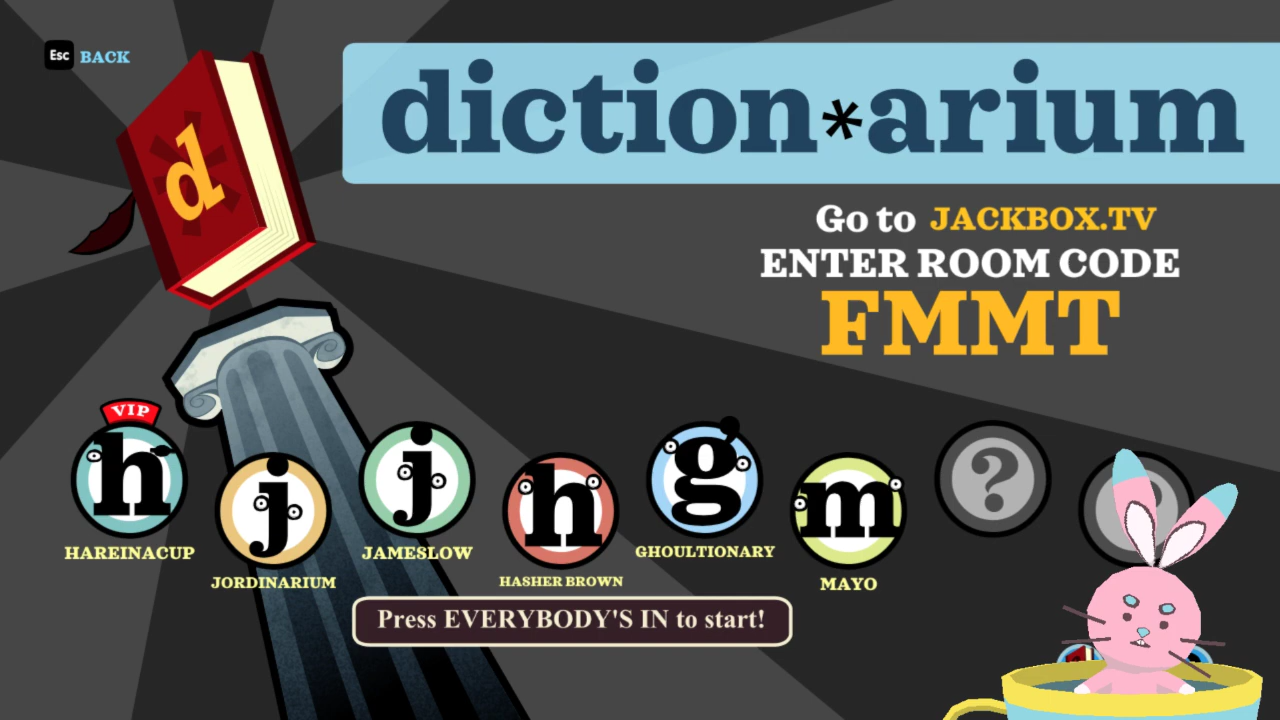 Esc BACK
d
diction*arium
Go to JACKBOX.TV
ENTER ROOM CODE
FMMT
VIP
h j j h g m ? ?
HAREINACUP
JORDINARIUM
JAMESLOW
HASHER BROWN
GHOULTIONARY
MAYO
Press EVERYBODY'S IN to start!